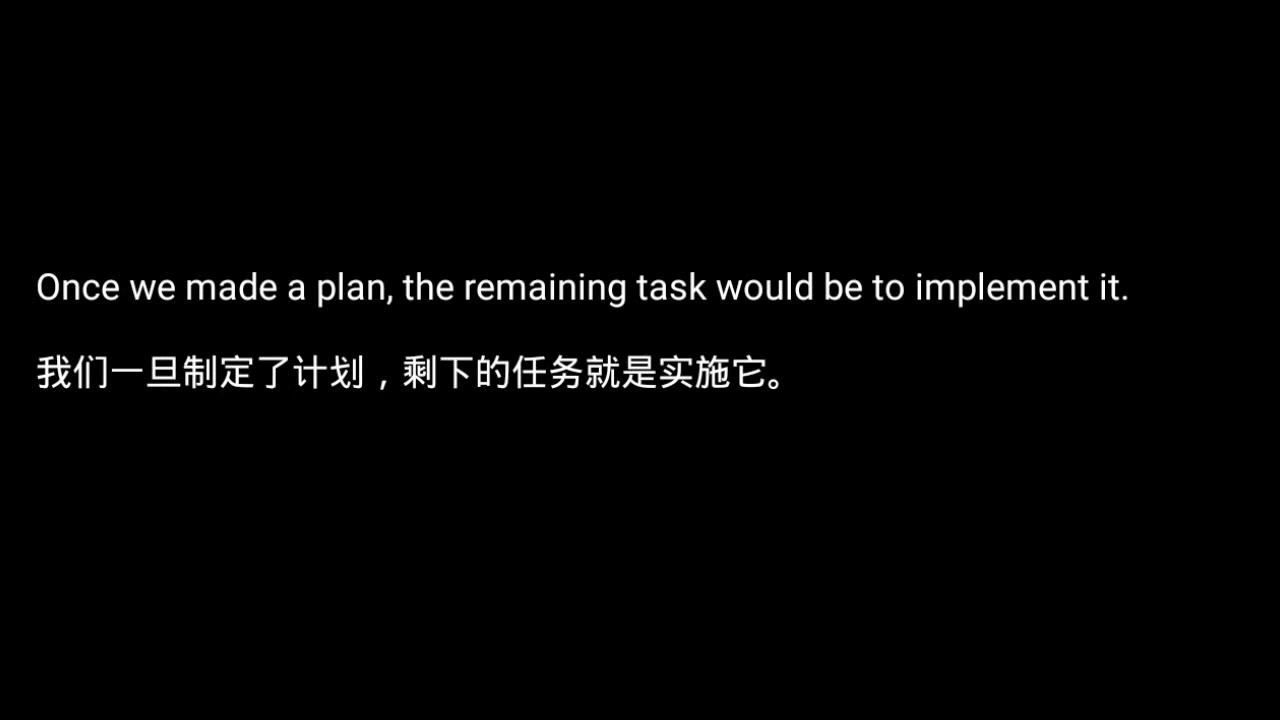 Once we made a plan, the remaining task would be to implement it.
我们一旦制定了计划，剩下的任务就是实施它。